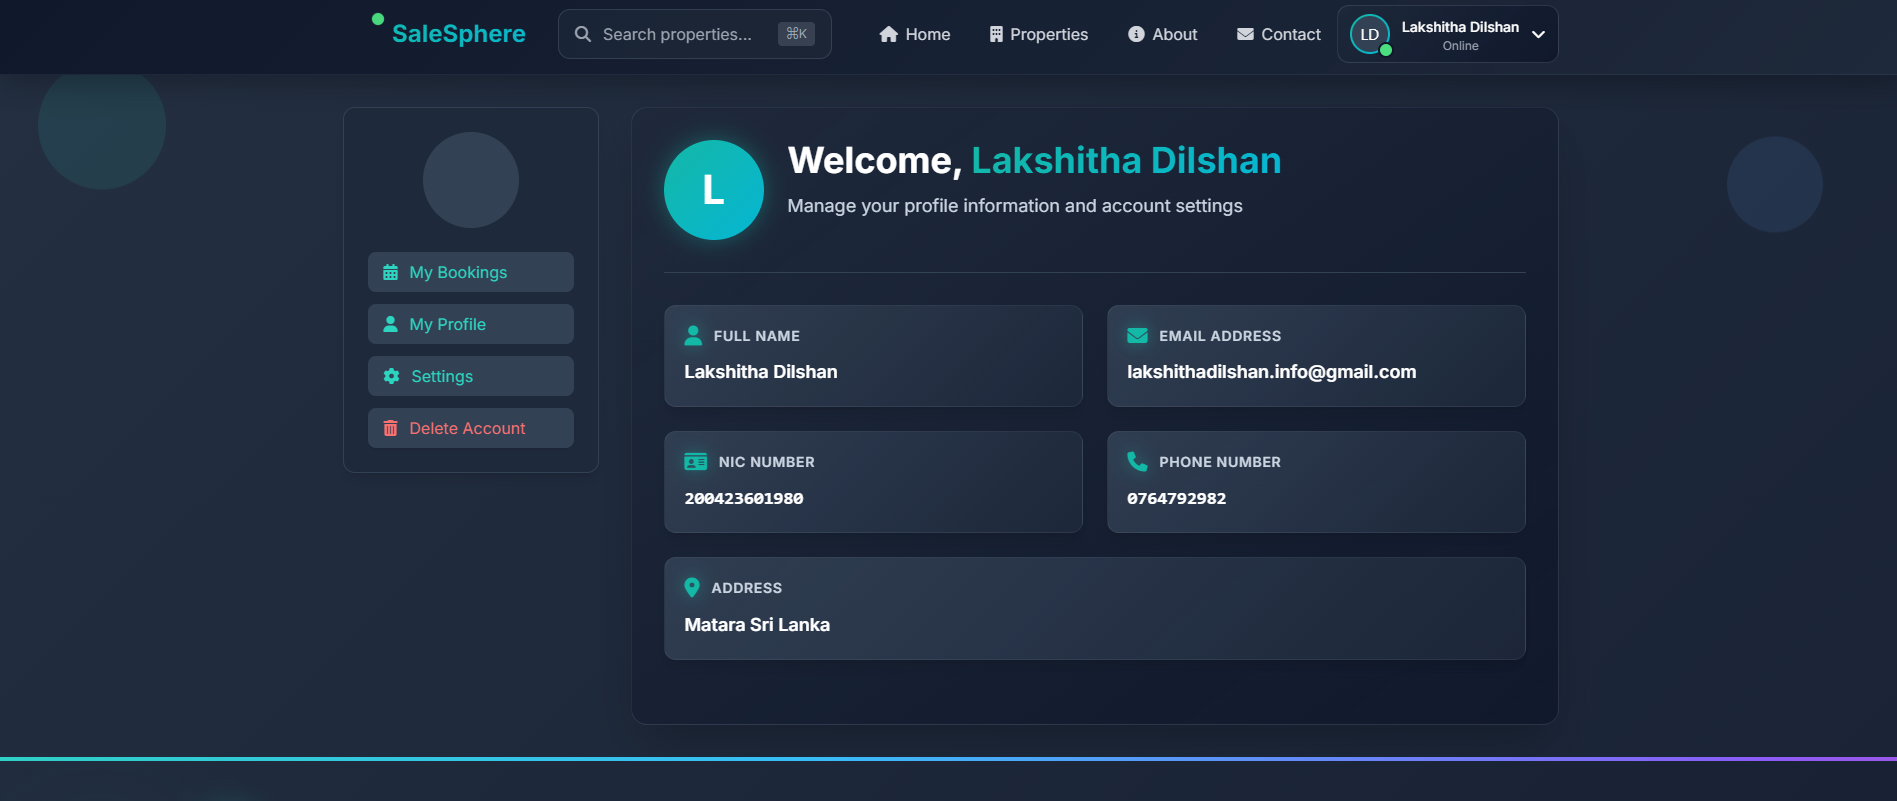 SaleSphere
Search properties...
⌘K
Home
Properties
About
Contact
LD
Lakshitha Dilshan
Online
My Bookings
My Profile
Settings
Delete Account
L
Welcome, Lakshitha Dilshan
Manage your profile information and account settings
FULL NAME
Lakshitha Dilshan
EMAIL ADDRESS
lakshithadilshan.info@gmail.com
NIC NUMBER
200423601980
PHONE NUMBER
0764792982
ADDRESS
Matara Sri Lanka